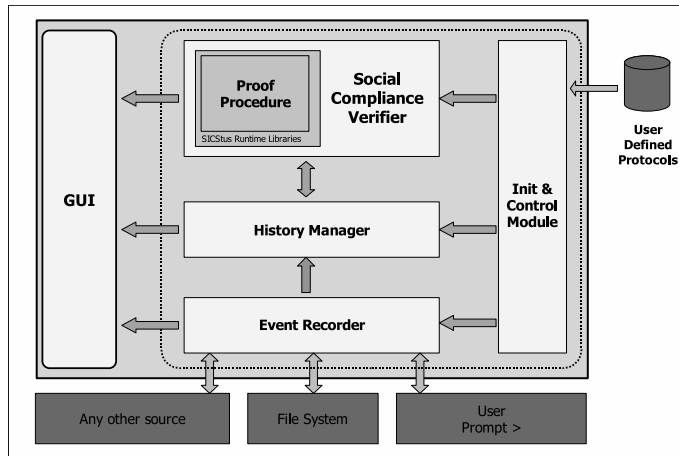 Proof
Procedure
SICStus Runtime Libraries
Social
Compliance
Verifier
User
Defined
Protocols
GUI
Init &
Control
Module
History Manager
Event Recorder
Any other source
File System
User
Prompt >